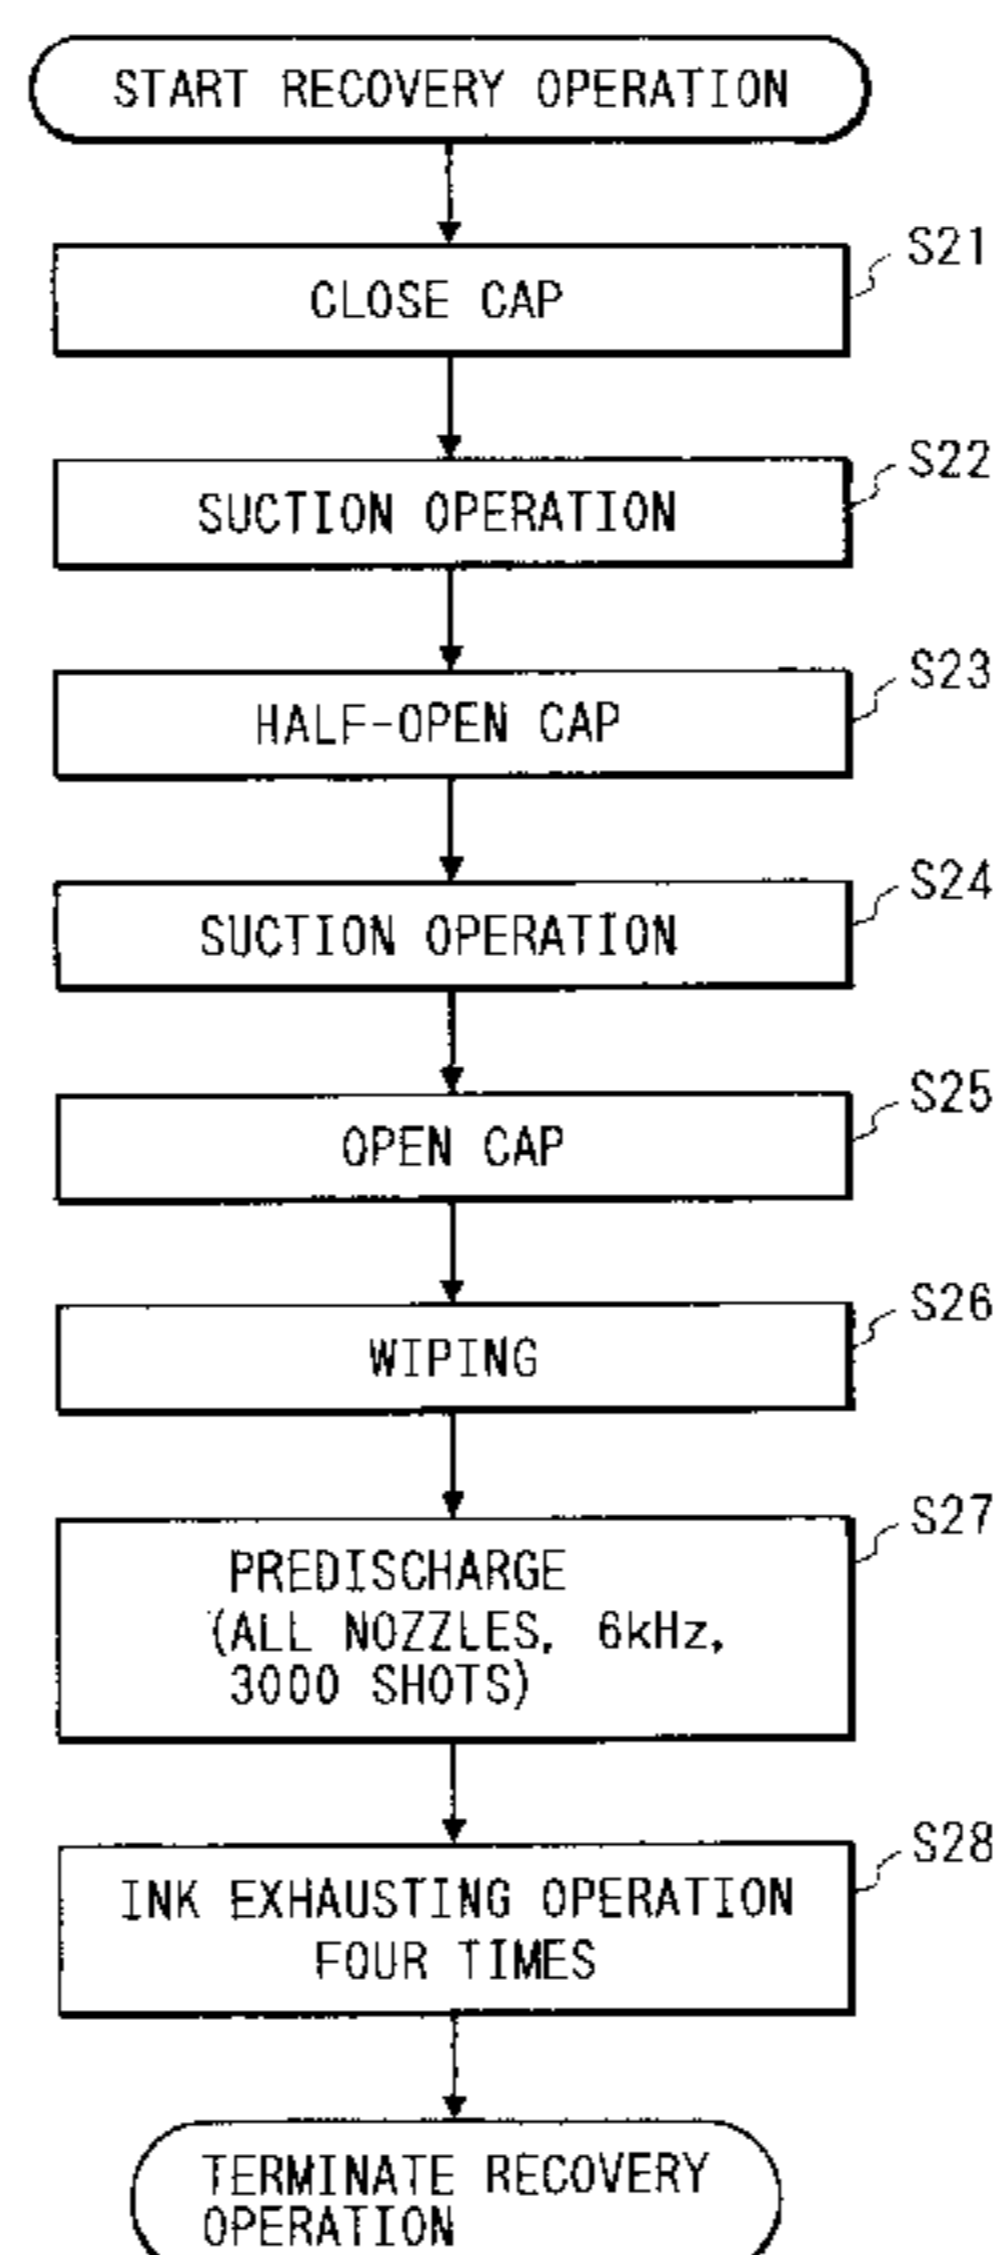 START RECOVERY OPERATION
S21
CLOSE CAP
S22
SUCTION OPERATION
S23
HALF-OPEN CAP
S24
SUCTION OPERATION
S25
OPEN CAP
S26
WIPING
S27
PREDISCHARGE
(ALL NOZZLES, 6kHz,
3000 SHOTS)
S28
INK EXHAUSTING OPERATION
FOUR TIMES
TERMINATE RECOVERY
OPERATION